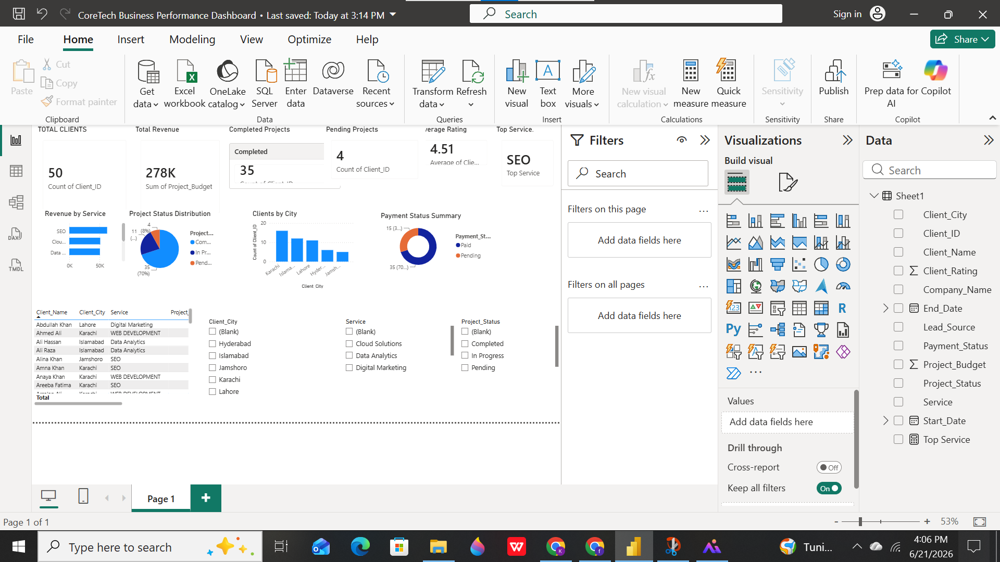 CoreTech Business Performance Dashboard • Last saved: Today at 3:14 PM
Search
Sign in
File
Home
Insert
Modeling
View
Optimize
Help
Share
Paste
Cut
Copy
Format painter
Clipboard
Get data
Excel workbook
OneLake catalog
SQL Server
Enter data
Dataverse
Recent sources
Data
Transform data
Refresh
Queries
New visual
Text box
More visuals
Insert
New visual calculation
New measure
Quick measure
Calculations
Sensitivity
Sensitivity
Publish
Share
Prep data for AI
Copilot
Copilot
TOTAL CLIENTS
50
Count of Client_ID
Total Revenue
278K
Sum of Project_Budget
Completed Projects
Completed
35
Count of Client_ID
Pending Projects
4
Count of Client_ID
verage Rating
4.51
Average of Clie...
Top Service.
SEO
Top Service
Revenue by Service
SEO
Clou...
Data ...
0K
50K
Project Status Distribution
4
(8%)
11
(...)
35
(70%)
Project...
Com...
In Pr...
Pend...
Clients by City
Count of Client_ID
20
10
0
Karachi
Islama...
Lahore
Hyder...
Jamsh...
Client_City
Payment Status Summary
15 (3...)
35 (70...)
Payment_St...
Paid
Pending
Client_Name Client_City Service Project_
Abdullah Khan Lahore Digital Marketing
Ahmed Ali Karachi WEB DEVELOPMENT
Ali Hassan Islamabad Data Analytics
Ali Raza Islamabad Data Analytics
Alina Khan Jamshoro SEO
Amna Khan Karachi SEO
Anaya Khan Karachi WEB DEVELOPMENT
Areeba Fatima Karachi SEO
Arsalan Ali Karachi WEB DEVELOPMENT
Total
Client_City
(Blank)
Hyderabad
Islamabad
Jamshoro
Karachi
Lahore
Service
(Blank)
Cloud Solutions
Data Analytics
Digital Marketing
Project_Status
(Blank)
Completed
In Progress
Pending
DAX
TMDL
Filters
Search
Filters on this page
...
Add data fields here
Filters on all pages
...
Add data fields here
Visualizations
Build visual
123
R
Py
...
Values
Add data fields here
Drill through
Cross-report
Off
Keep all filters
On
Data
Search
Sheet1
Client_City
Client_ID
Client_Name
Client_Rating
Company_Name
End_Date
Lead_Source
Payment_Status
Project_Budget
Project_Status
Service
Start_Date
Top Service
Page 1
Page 1 of 1
- +
53%
Type here to search
Tuni...
4:06 PM
6/21/2026